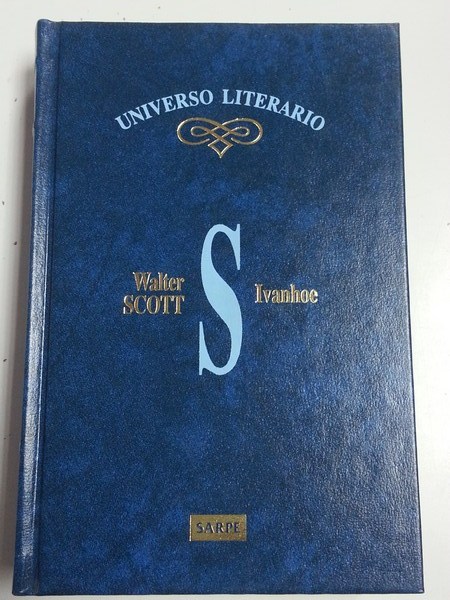 UNIVERSO LITERARIO
Walter
SCOTT
S
Ivanhoe
SARPE